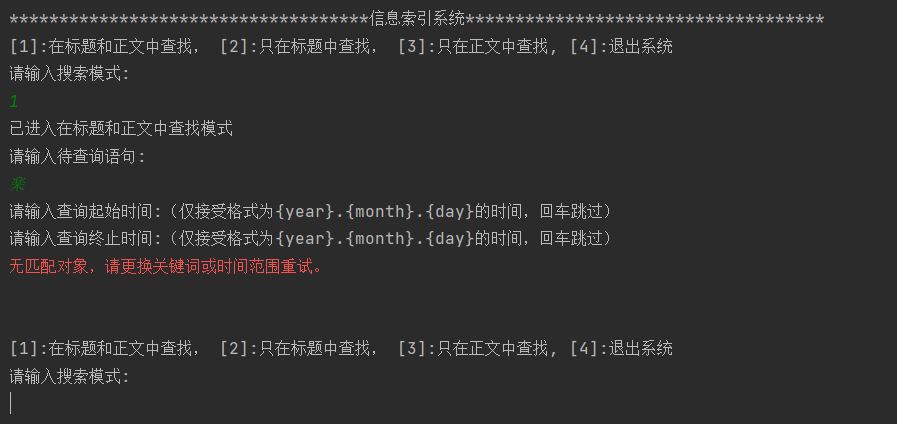 ************************************信息索引系统************************************
[1]:在标题和正文中查找, [2]:只在标题中查找, [3]:只在正文中查找, [4]:退出系统
请输入搜索模式:
1
已进入在标题和正文中查找模式
请输入待查询语句:
请输入查询起始时间:（仅接受格式为{year}.{month}.{day}的时间，回车跳过）
请输入查询终止时间:（仅接受格式为{year}.{month}.{day}的时间，回车跳过）
无匹配对象，请更换关键词或时间范围重试。
[1]:在标题和正文中查找, [2]:只在标题中查找, [3]:只在正文中查找, [4]:退出系统
请输入搜索模式: